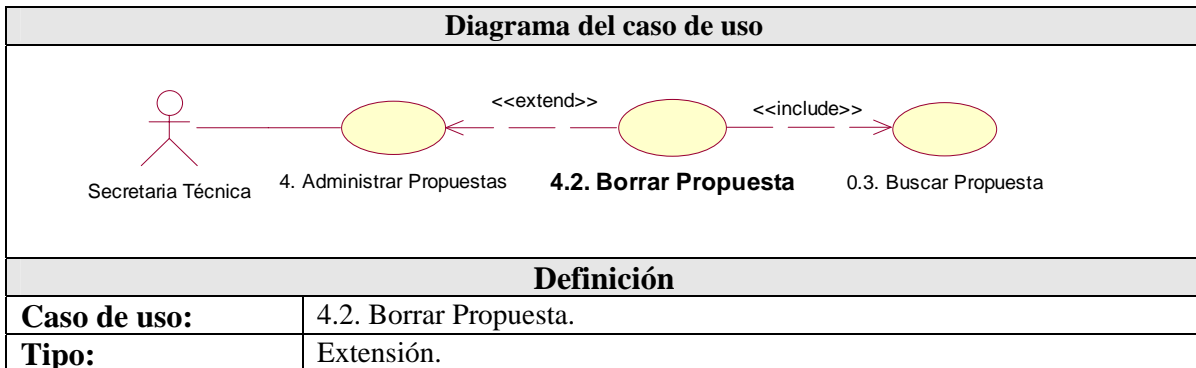 Diagrama del caso de uso
<<extend>>
<<include>>
Secretaria Técnica
4. Administrar Propuestas
4.2. Borrar Propuesta
0.3. Buscar Propuesta
Definición
Caso de uso: 4.2. Borrar Propuesta.
Tipo: Extensión.